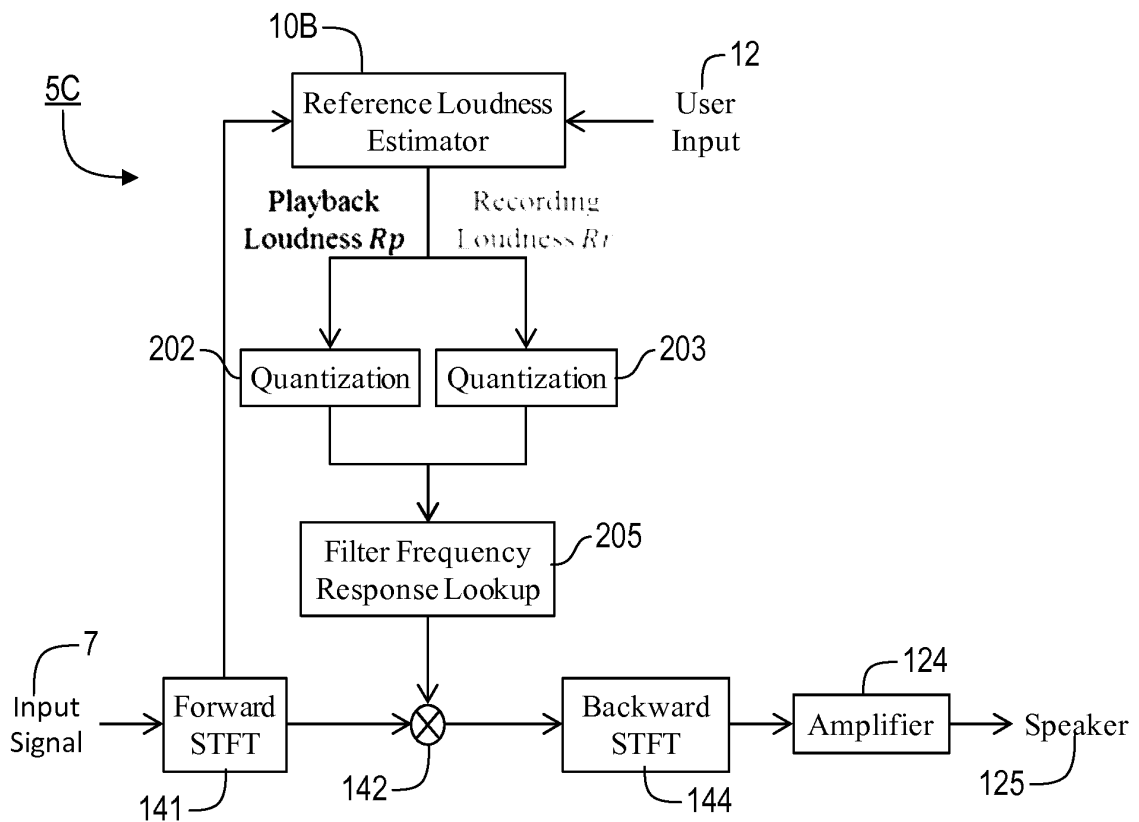 10B
12
5C
Reference Loudness
Estimator
User
Input
Playback
Loudness Rp
Recording
Loudness Rr
202
Quantization
Quantization
203
Filter Frequency
Response Lookup
205
7
Input
Signal
Forward
STFT
141
142
Backward
STFT
144
124
Amplifier
Speaker
125